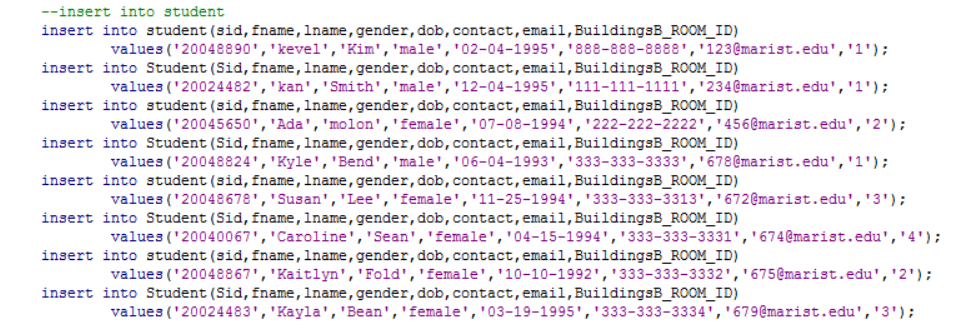 --insert into student
insert into student(sid,fname,lname,gender,dob,contact,email,BuildingsB_ROOM_ID)
values('20048890','kevel','Kim','male','02-04-1995','888-888-8888','123@marist.edu','1');
insert into Student(Sid,fname,lname,gender,dob,contact,email,BuildingsB_ROOM_ID)
values('20024482','kan','Smith','male','12-04-1995','111-111-1111','234@marist.edu','1');
insert into student(sid,fname,lname,gender,dob,contact,email,BuildingsB_ROOM_ID)
values('20045650','Ada','molon','female','07-08-1994','222-222-2222','456@marist.edu','2');
insert into Student(Sid,fname,lname,gender,dob,contact,email,BuildingsB_ROOM_ID)
values('20048824','Kyle','Bend','male','06-04-1993','333-333-3333','678@marist.edu','1');
insert into student(sid,fname,lname,gender,dob,contact,email,BuildingsB_ROOM_ID)
values('20048678','Susan','Lee','female','11-25-1994','333-333-3313','672@marist.edu','3');
insert into Student(Sid,fname,lname,gender,dob,contact,email,BuildingsB_ROOM_ID)
values('20040067','Caroline','Sean','female','04-15-1994','333-333-3331','674@marist.edu','4');
insert into student(sid,fname,lname,gender,dob,contact,email,BuildingsB_ROOM_ID)
values('20048867','Kaitlyn','Fold','female','10-10-1992','333-333-3332','675@marist.edu','2');
insert into Student(Sid,fname,lname,gender,dob,contact,email,BuildingsB_ROOM_ID)
values('20024483','Kayla','Bean','female','03-19-1995','333-333-3334','679@marist.edu','3');